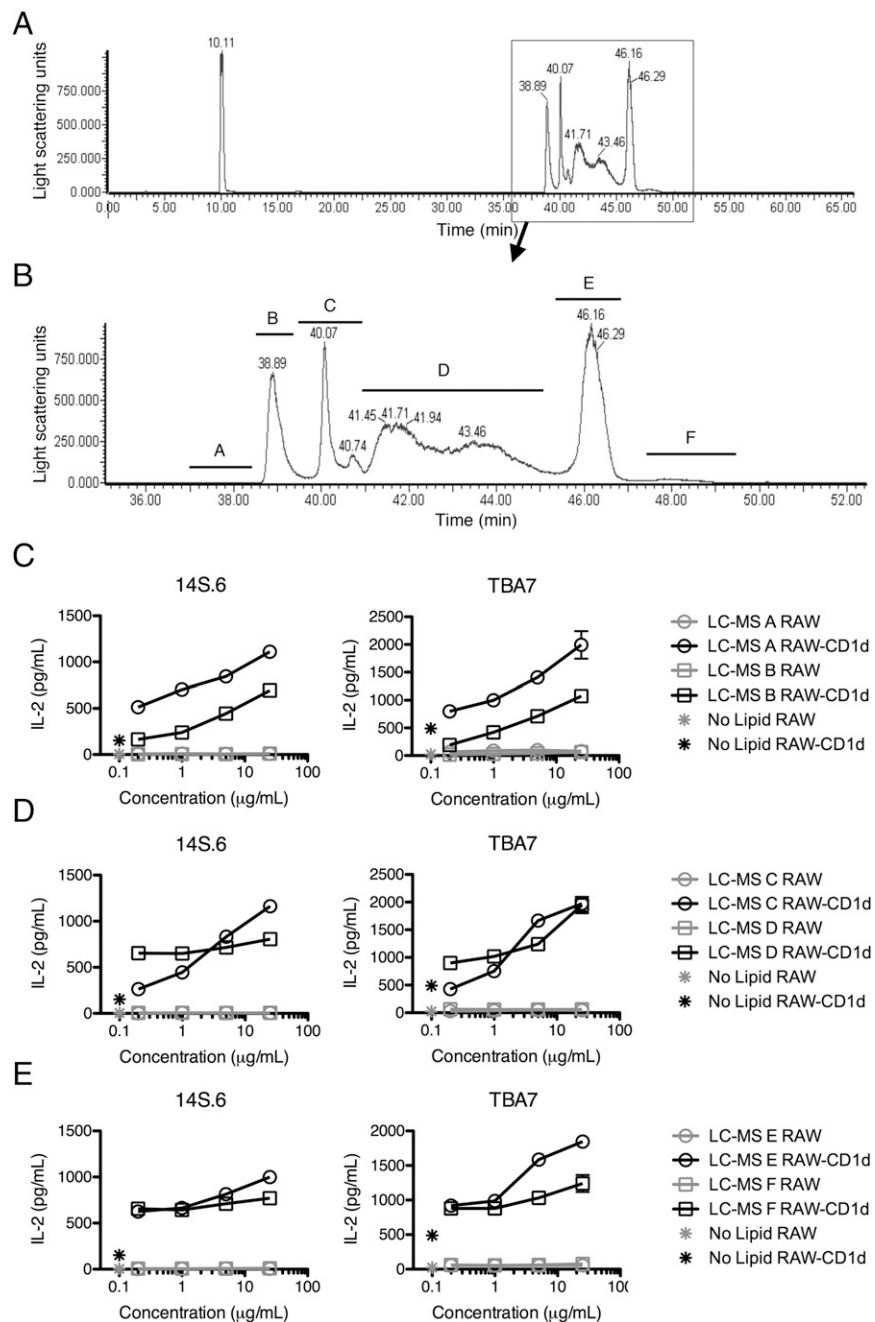 A
Light scattering units
750.000
500.000
250.000
0.000
10.11
38.89
40.07
41.71
43.46
46.16
46.29
0.00 5.00 10.00 15.00 20.00 25.00 30.00 35.00 40.00 45.00 50.00 55.00 60.00 65.00
Time (min)
B
Light scattering units
750.000
500.000
250.000
0.000
A
B
C
D
E
F
38.89
40.07
40.74
41.45
41.71
41.94
43.46
46.16
46.29
36.00 38.00 40.00 42.00 44.00 46.00 48.00 50.00 52.00
Time (min)
C
14S.6
IL-2 (pg/mL)
1500
1000
500
0
0.1 1 10 100
Concentration (μg/mL)
TBA7
IL-2 (pg/mL)
2500
2000
1500
1000
500
0
0.1 1 10 100
Concentration (μg/mL)
LC-MS A RAW
LC-MS A RAW-CD1d
LC-MS B RAW
LC-MS B RAW-CD1d
No Lipid RAW
No Lipid RAW-CD1d
D
14S.6
IL-2 (pg/mL)
1500
1000
500
0
0.1 1 10 100
Concentration (μg/mL)
TBA7
IL-2 (pg/mL)
2500
2000
1500
1000
500
0
0.1 1 10 100
Concentration (μg/mL)
LC-MS C RAW
LC-MS C RAW-CD1d
LC-MS D RAW
LC-MS D RAW-CD1d
No Lipid RAW
No Lipid RAW-CD1d
E
14S.6
IL-2 (pg/mL)
1500
1000
500
0
0.1 1 10 100
Concentration (μg/mL)
TBA7
IL-2 (pg/mL)
2000
1500
1000
500
0
0.1 1 10 100
Concentration (μg/mL)
LC-MS E RAW
LC-MS E RAW-CD1d
LC-MS F RAW
LC-MS F RAW-CD1d
No Lipid RAW
No Lipid RAW-CD1d